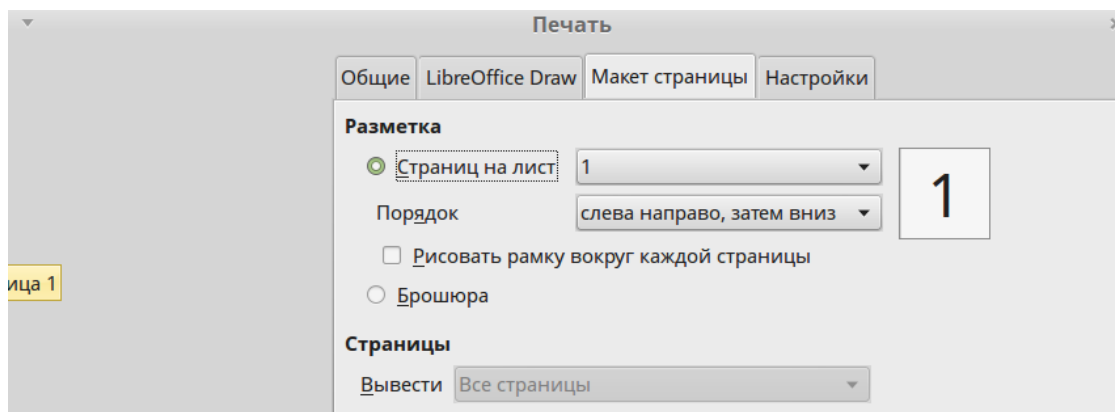 Печать
Общие LibreOffice Draw Макет страницы Настройки
Разметка
Страниц на лист 1
1
Порядок слева направо, затем вниз
Рисовать рамку вокруг каждой страницы
ица 1
Брошюра
Страницы
Вывести Все страницы